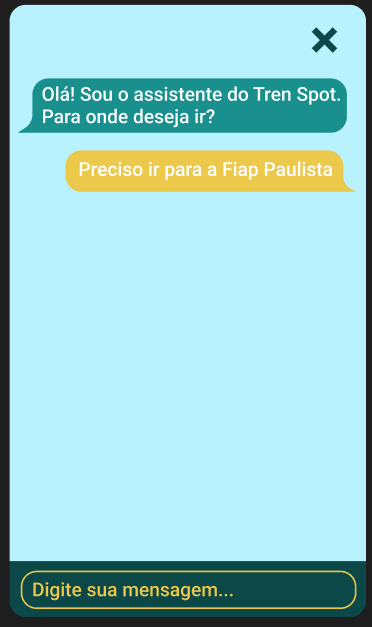 Olá! Sou o assistente do Tren Spot.
Para onde deseja ir?
Preciso ir para a Fiap Paulista
Digite sua mensagem...